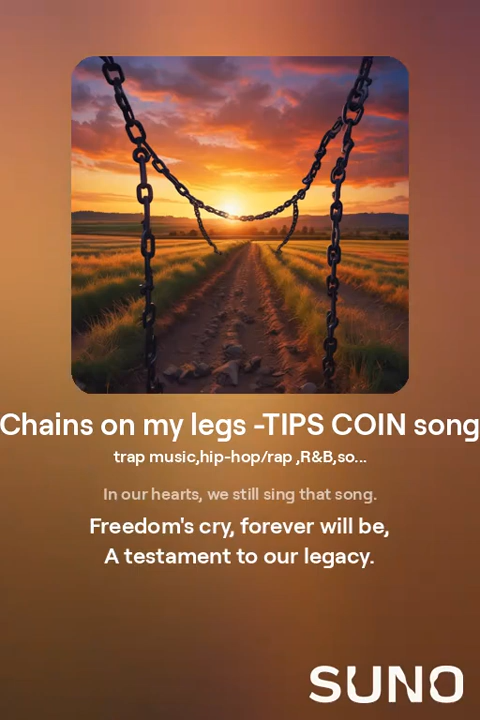 Chains on my legs -TIPS COIN song
trap music,hip-hop/rap ,R&B,so...
In our hearts, we still sing that song.
Freedom's cry, forever will be,
A testament to our legacy.
SUNO